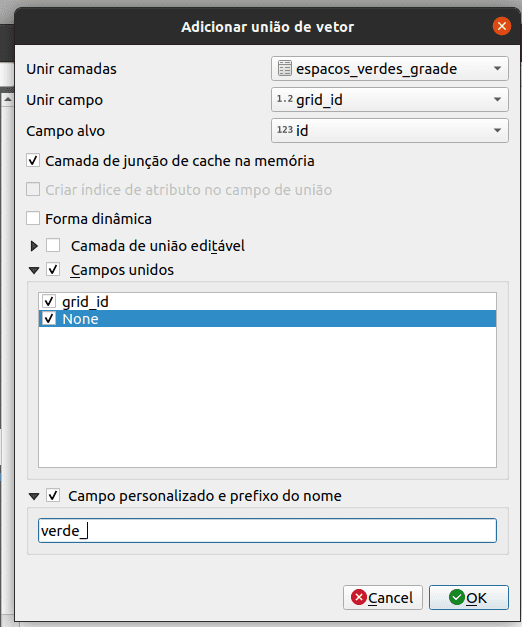 Adicionar união de vetor
Unir camadas espacos_verdes_graade
Unir campo 1.2 grid_id
Campo alvo 123 id
Camada de junção de cache na memória
Criar índice de atributo no campo de união
Forma dinâmica
Camada de união editável
Campos unidos
grid_id
None
Campo personalizado e prefixo do nome
verde_
Cancel OK